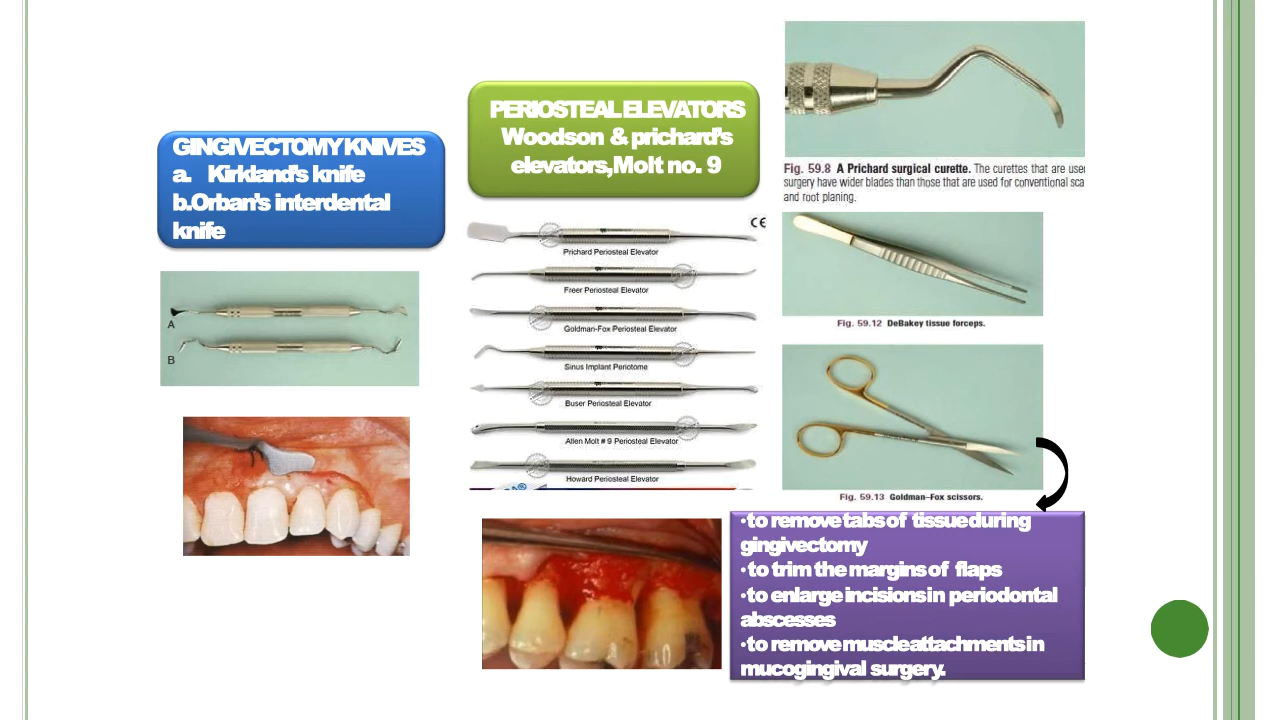 GINGIVECTOMY KNIVES
a. Kirkland's knife
b.Orban's interdental
knife
A
B
PERIOSTEAL ELEVATORS
Woodson & prichard's
elevators,Molt no. 9
CE
Prichard Periosteal Elevator
Freer Periosteal Elevator
Goldman-Fox Periosteal Elevator
Sinus Implant Periotome
Buser Periosteal Elevator
Allen Molt # 9 Periosteal Elevator
Howard Periosteal Elevator
Fig. 59.8 A Prichard surgical curette. The curettes that are used
surgery have wider blades than those that are used for conventional sca
and root planing.
Fig. 59.12 DeBakey tissue forceps.
Fig. 59.13 Goldman–Fox scissors.
•to remove tabs of tissue during
gingivectomy
•to trim the margins of flaps
•to enlarge incisions in periodontal
abscesses
•to remove muscle attachments in
mucogingival surgery.